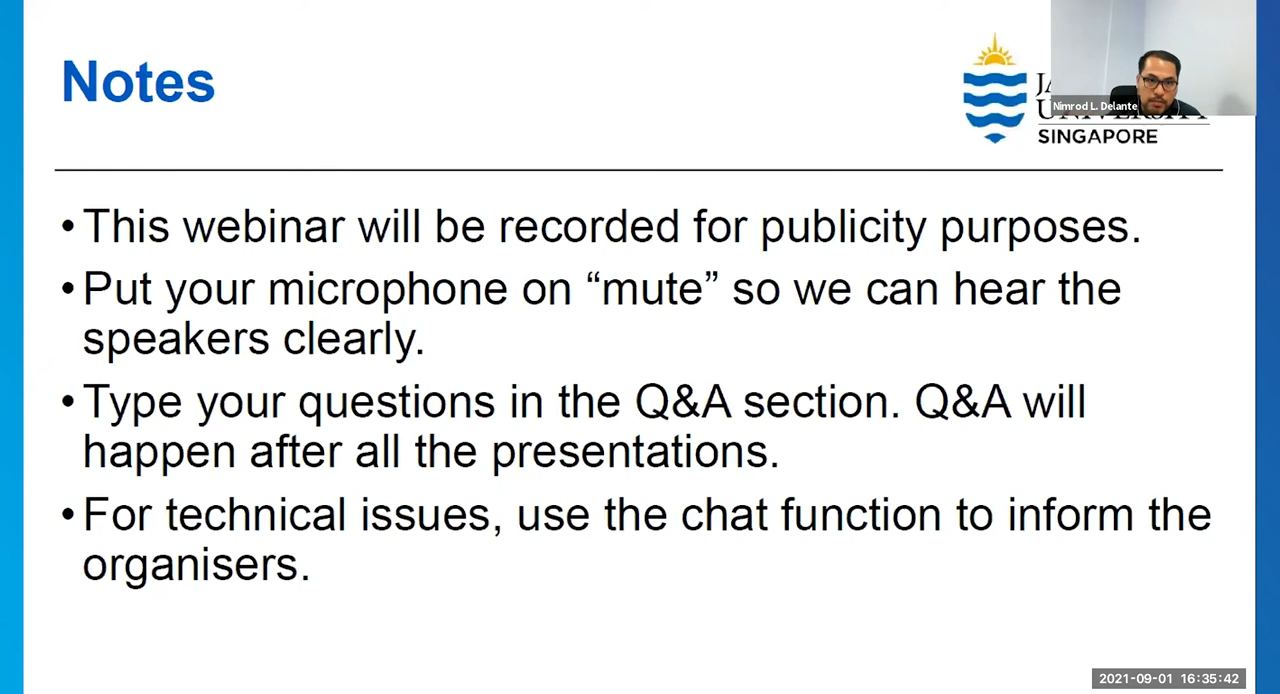 Notes
Nimrod L. Delante
SINGAPORE
• This webinar will be recorded for publicity purposes.
• Put your microphone on “mute” so we can hear the
speakers clearly.
• Type your questions in the Q&A section. Q&A will
happen after all the presentations.
• For technical issues, use the chat function to inform the
organisers.
2021-09-01 16:35:42